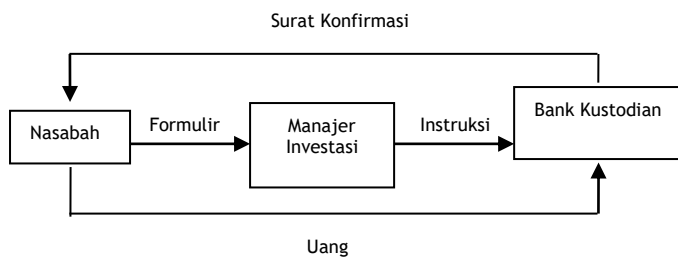 Surat Konfirmasi
Nasabah
Formulir
Manajer
Investasi
Instruksi
Bank Kustodian
Uang